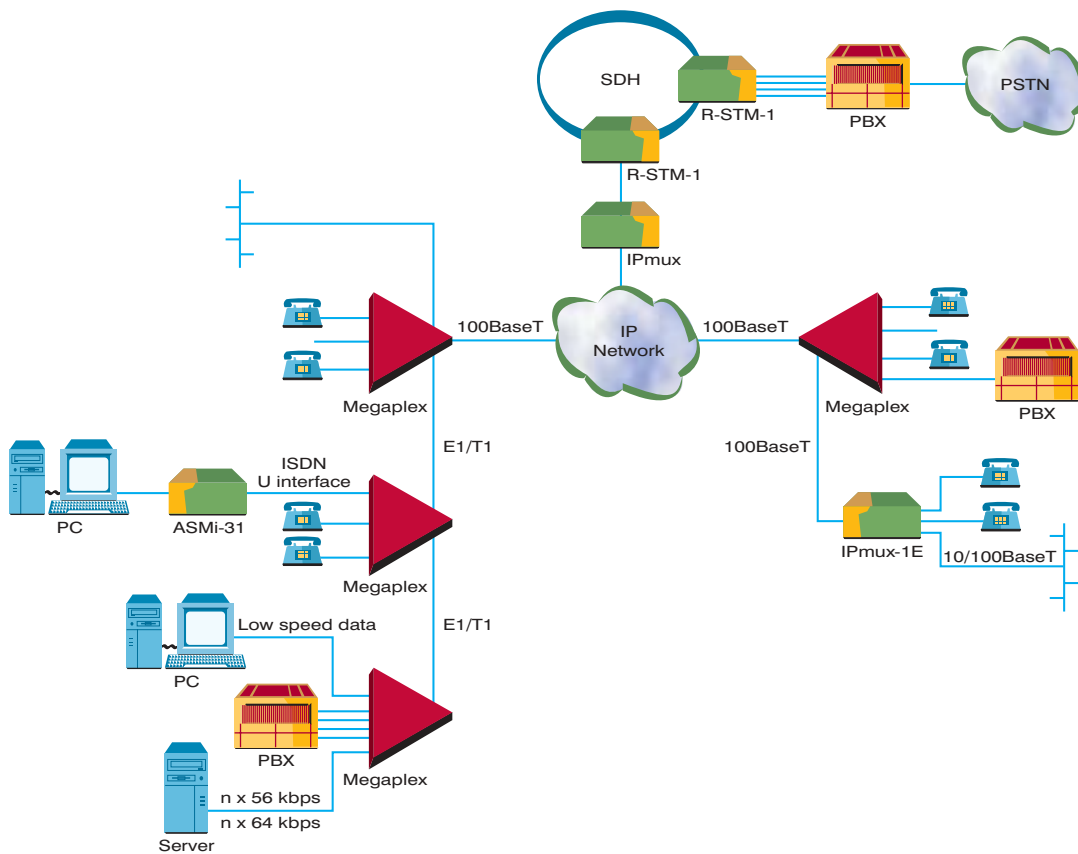 SDH
R-STM-1
PBX
PSTN
R-STM-1
IPmux
100BaseT
IP
Network
100BaseT
Megaplex
Megaplex
PBX
E1/T1
100BaseT
ISDN
U interface
PC
ASMi-31
IPmux-1E
10/100BaseT
Megaplex
Low speed data
E1/T1
PC
PBX
Megaplex
n x 56 kbps
n x 64 kbps
Server